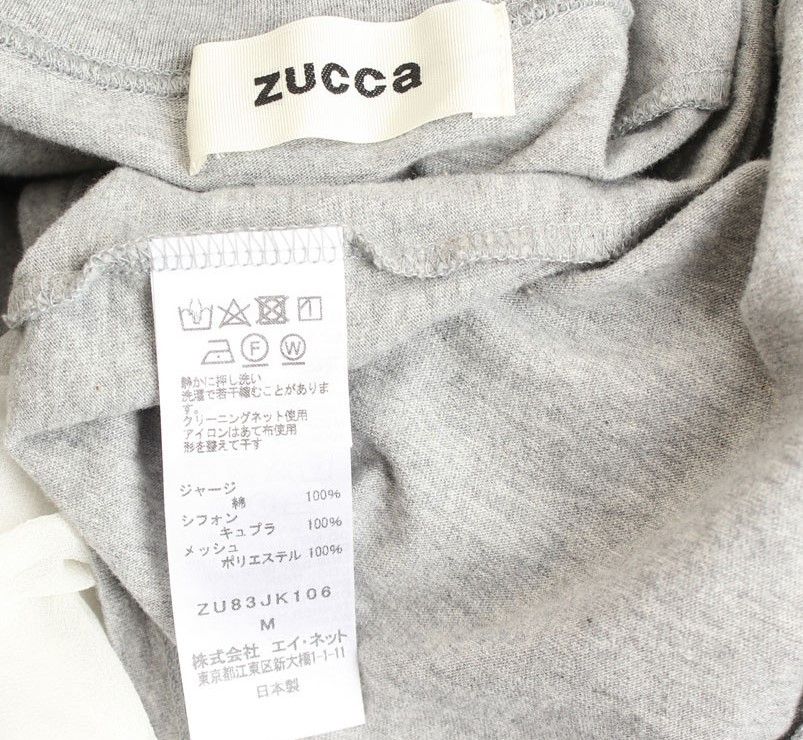 zucca
F W
静かに押し洗い
洗濯で若干縮むことがありま
す。
クリーニングネット使用
アイロンはあて布使用
形を整えて干す
ジャージ
綿 100%
シフォン
キュプラ 100%
メッシュ
ポリエステル 100%
ZU83JK106
M
株式会社 エイ・ネット
東京都江東区新大橋1-1-11
日本製